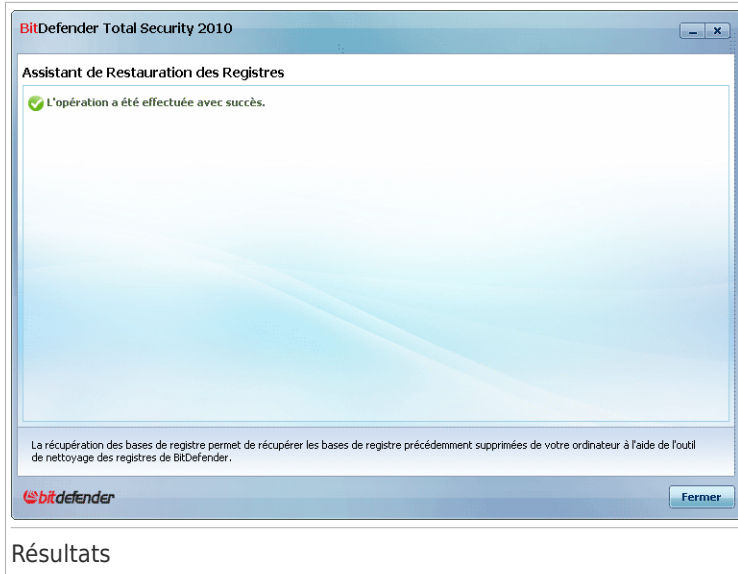 BitDefender Total Security 2010
Assistant de Restauration des Registres
L'opération a été effectuée avec succès.
La récupération des bases de registre permet de récupérer les bases de registre précédemment supprimées de votre ordinateur à l'aide de l'outil
de nettoyage des registres de BitDefender.
bitdefender
Fermer
Résultats